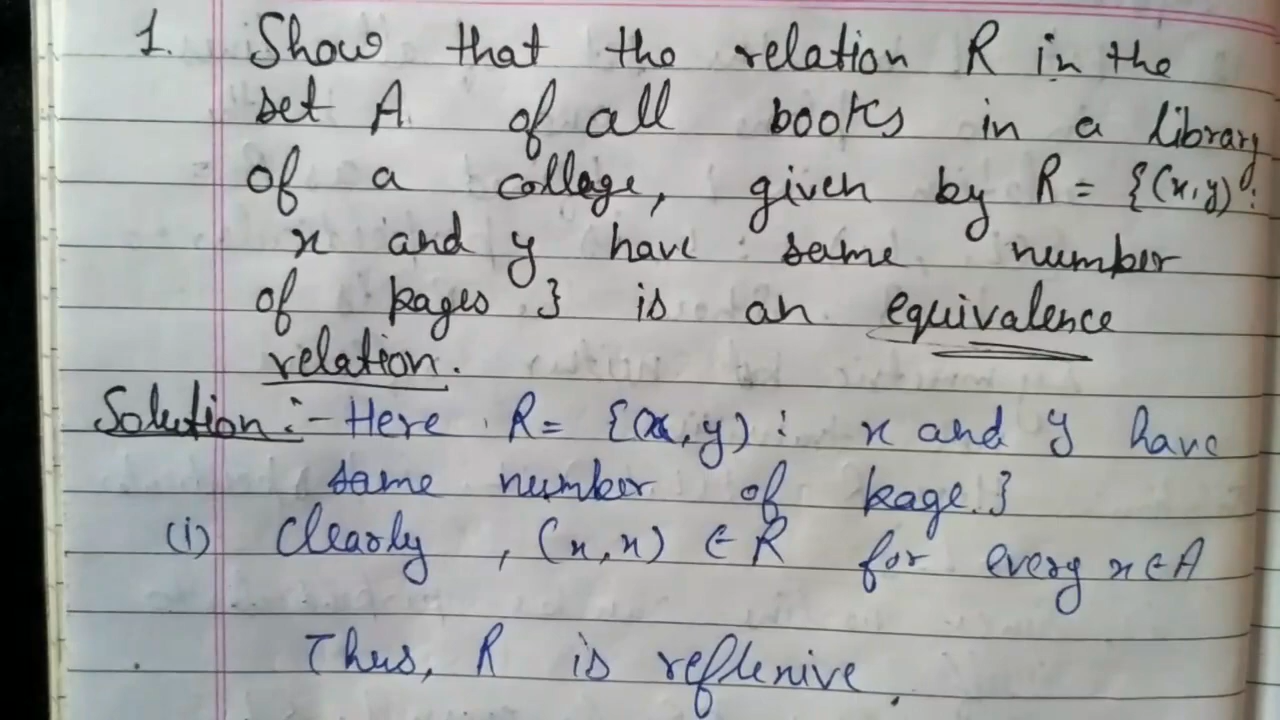 1. Show that the relation R in the
set A of all books in a library
of a college, given by R = {(x,y) :
x and y have same number
of pages } is an equivalence
relation.
Solution :- Here R = {(x,y) : x and y have
same number of page.}
(i) Clearly , (x,x) ∈ R for every x ∈ A
Thus, R is reflexive.